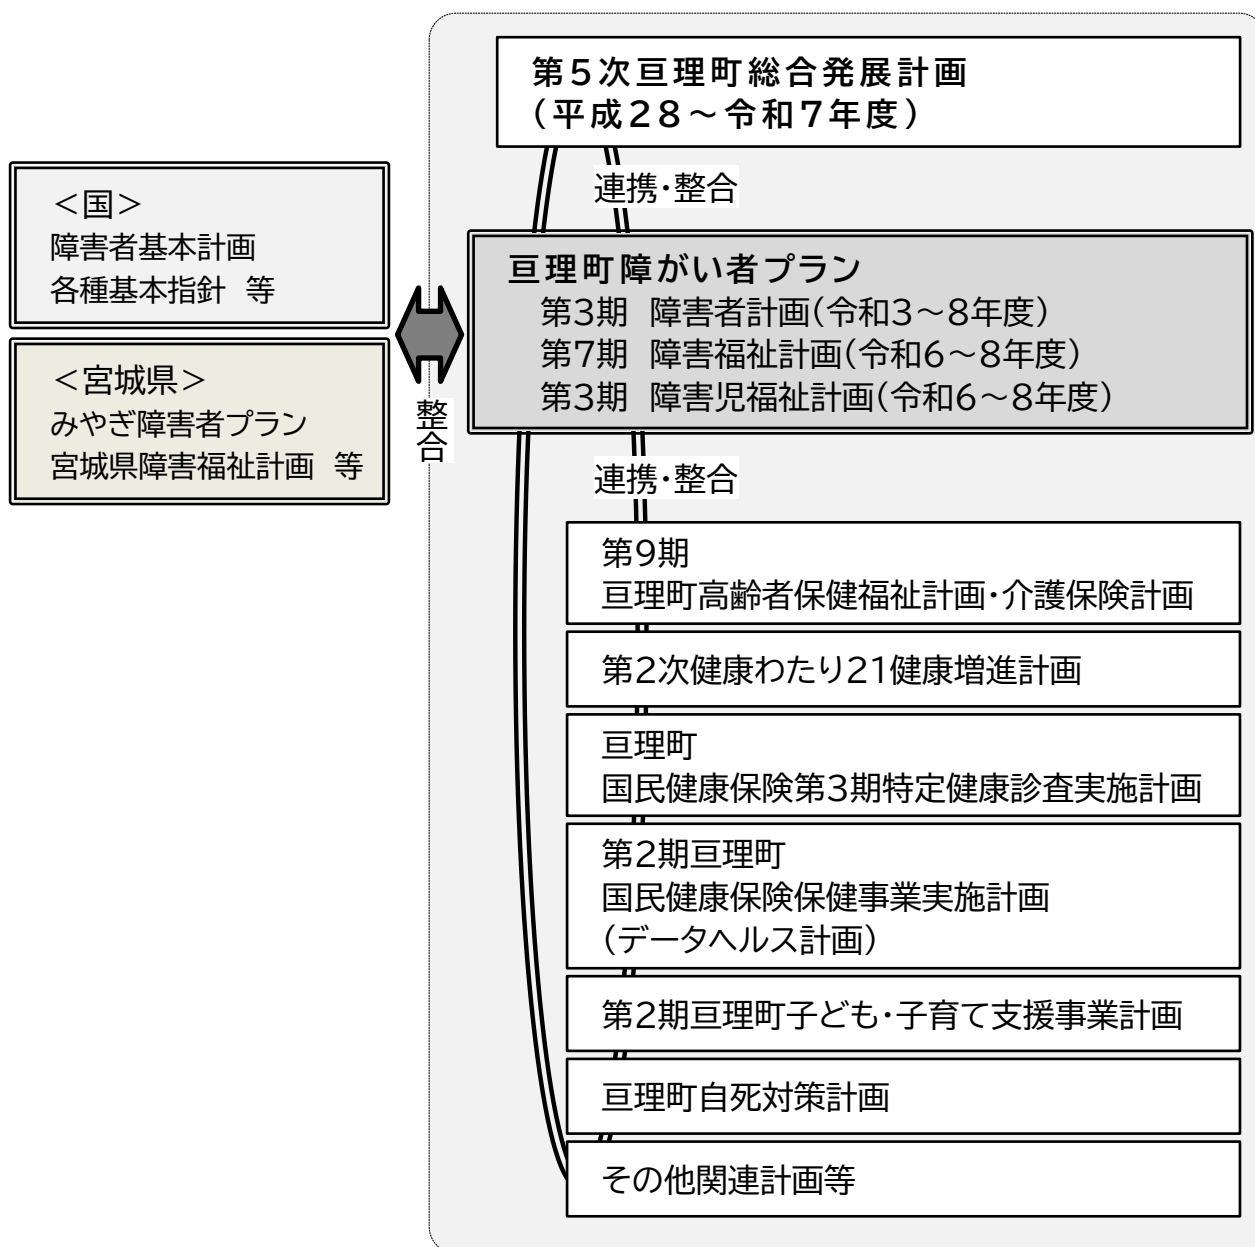 第5次亘理町総合発展計画
（平成28～令和7年度）
連携・整合
＜国＞
障害者基本計画
各種基本指針 等
＜宮城県＞
みやぎ障害者プラン
宮城県障害福祉計画 等
整合
亘理町障がい者プラン
第3期 障害者計画（令和3～8年度）
第7期 障害福祉計画（令和6～8年度）
第3期 障害児福祉計画（令和6～8年度）
連携・整合
第9期
亘理町高齢者保健福祉計画・介護保険計画
第2次健康わたり21健康増進計画
亘理町
国民健康保険第3期特定健康診査実施計画
第2期亘理町
国民健康保険保健事業実施計画
（データヘルス計画）
第2期亘理町子ども・子育て支援事業計画
亘理町自死対策計画
その他関連計画等